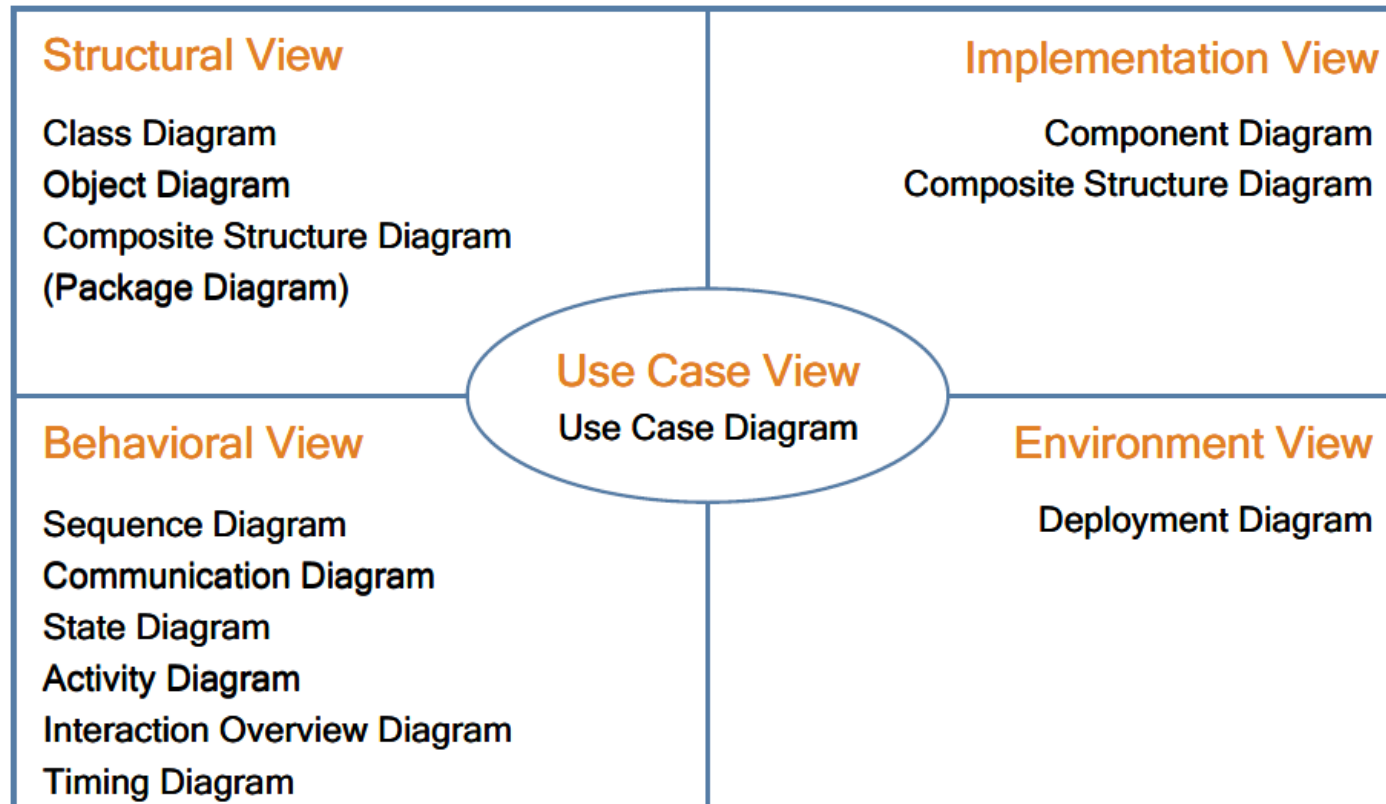 Structural View
Class Diagram
Object Diagram
Composite Structure Diagram
(Package Diagram)
Implementation View
Component Diagram
Composite Structure Diagram
Use Case View
Use Case Diagram
Behavioral View
Sequence Diagram
Communication Diagram
State Diagram
Activity Diagram
Interaction Overview Diagram
Timing Diagram
Environment View
Deployment Diagram